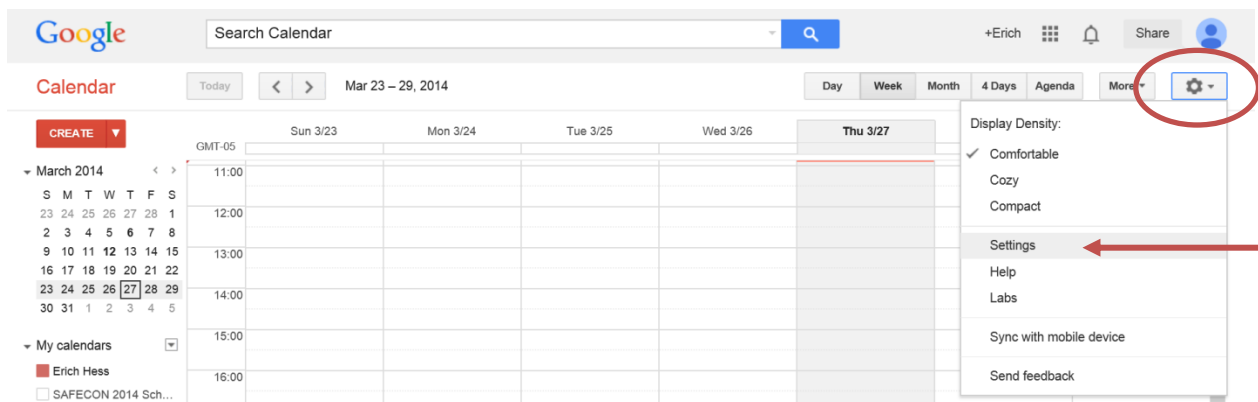 Google Search Calendar +Erich Share
Calendar Today Mar 23 – 29, 2014 Day Week Month 4 Days Agenda More
CREATE
Sun 3/23 Mon 3/24 Tue 3/25 Wed 3/26 Thu 3/27
GMT-05
March 2014
S M T W T F S
23 24 25 26 27 28 1
2 3 4 5 6 7 8
9 10 11 12 13 14 15
16 17 18 19 20 21 22
23 24 25 26 27 28 29
30 31 1 2 3 4 5
My calendars
Erich Hess
SAFECON 2014 Sch...
11:00
12:00
13:00
14:00
15:00
16:00
Display Density:
Comfortable
Cozy
Compact
Settings
Help
Labs
Sync with mobile device
Send feedback